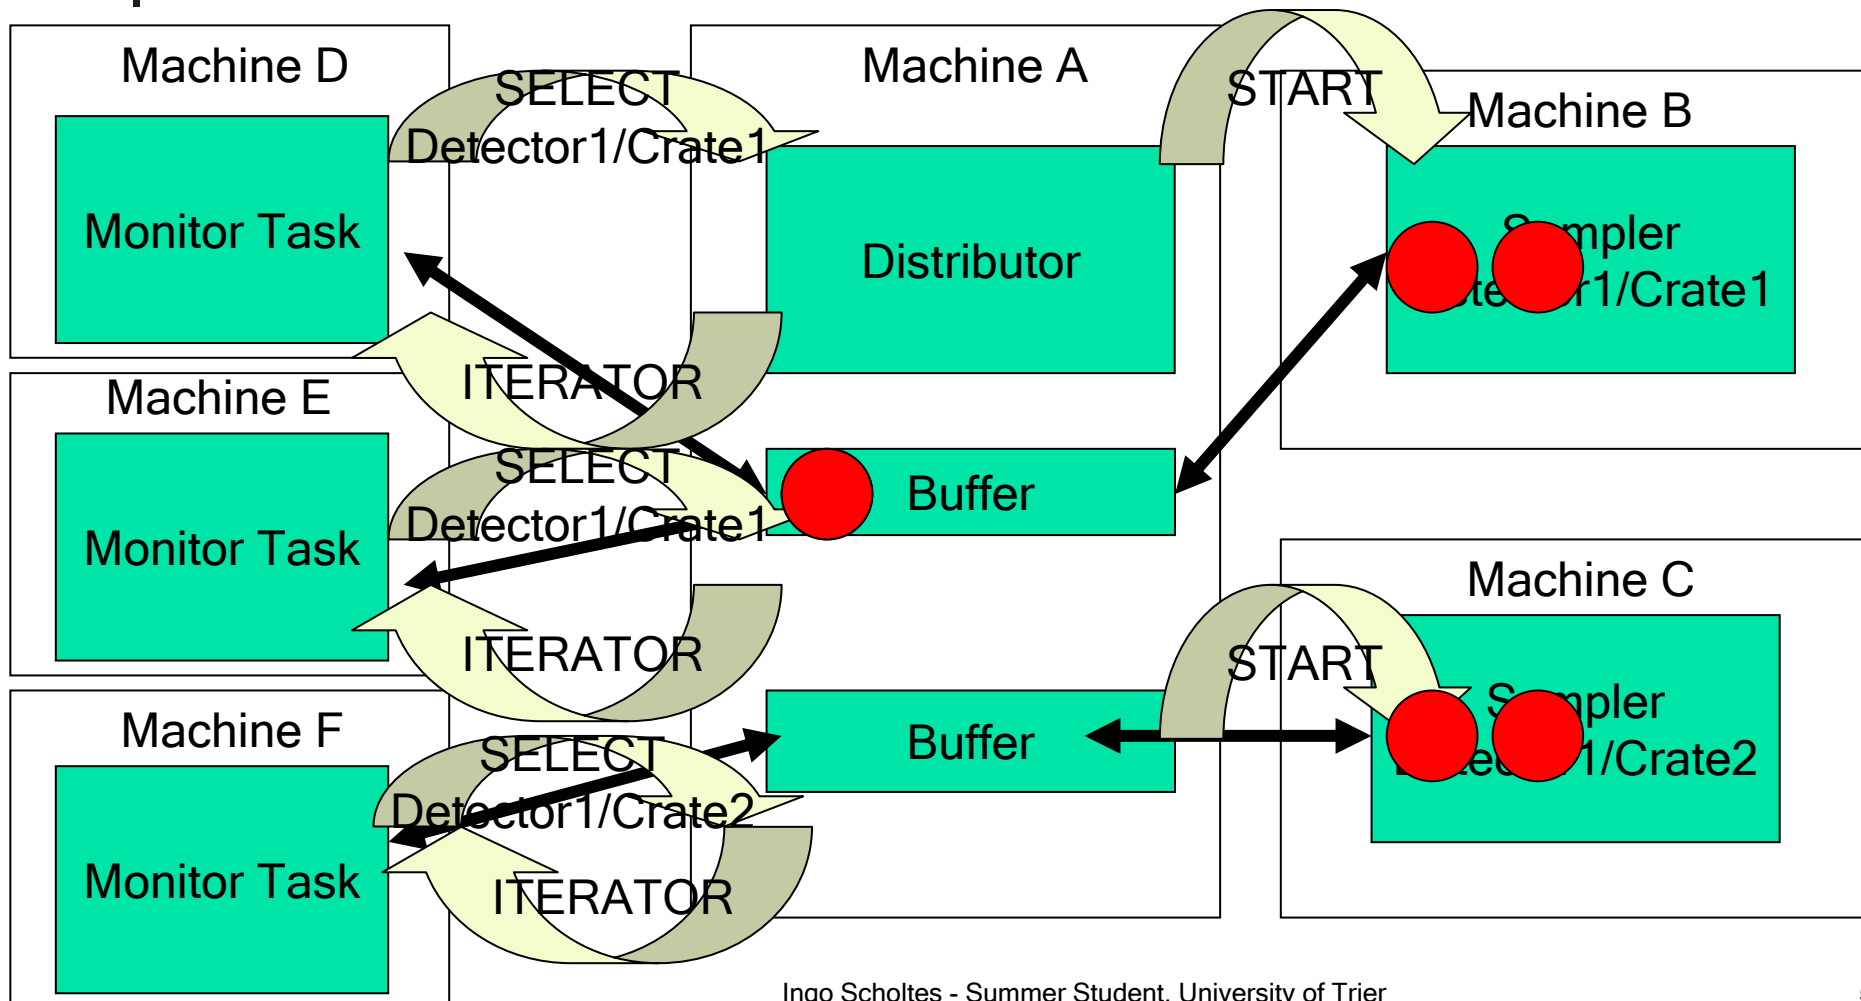 Machine D
SELECT
Detector1/Crate1
Monitor Task
Machine A
Distributor
START
Machine B
/Crate1
ITERATOR
Machine E
SELECT
Detector1/Crate1
Monitor Task
Buffer
ITERATOR
Machine C
START
/Crate2
Buffer
Machine F
SELECT
Detector1/Crate2
Monitor Task
ITERATOR
Ingo Scholtes - Summer Student, University of Trier